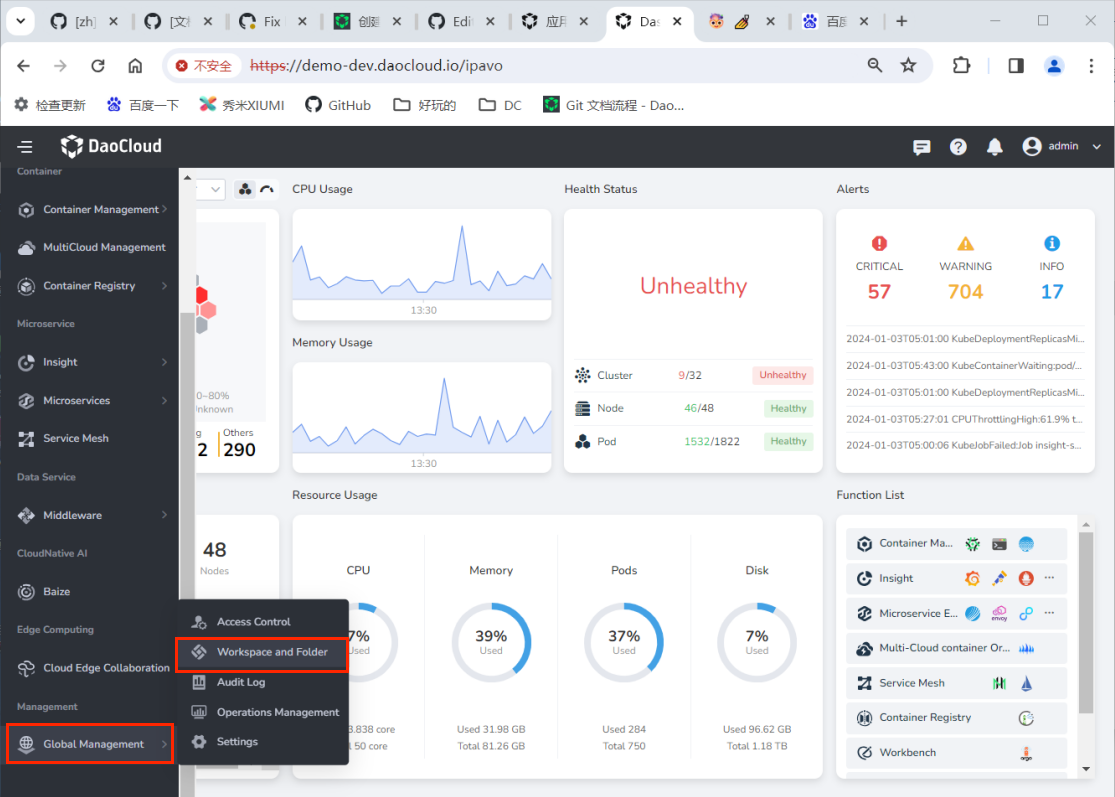 [zh]
[文档
Fix
创建
Edi
应用
Dao
百度
不安全
https://demo-dev.daocloud.io/ipavo
检查更新
百度一下
秀米XIUMI
GitHub
好玩的
DC
Git 文档流程 - Dao...
DaoCloud
admin
Container
Container Management
MultiCloud Management
Container Registry
Microservice
Insight
Microservices
Service Mesh
Data Service
Middleware
CloudNative AI
Baize
Edge Computing
Cloud Edge Collaboration
Management
Global Management
Access Control
Workspace and Folder
Audit Log
Operations Management
Settings
0~80%
Unknown
Others
2
290
48
Nodes
CPU Usage
13:30
Memory Usage
13:30
Health Status
Unhealthy
Cluster 9/32 Unhealthy
Node 46/48 Healthy
Pod 1532/1822 Healthy
Alerts
CRITICAL WARNING INFO
57 704 17
2024-01-03T05:01:00 KubeDeploymentReplicasMi...
2024-01-03T05:43:00 KubeContainerWaiting:pod/...
2024-01-03T05:01:00 KubeDeploymentReplicasMi...
2024-01-03T05:27:01 CPUThrottlingHigh:61.9% t...
2024-01-03T05:00:06 KubeJobFailed:Job insight-s...
Resource Usage
CPU Memory Pods Disk
7% 39% 37% 7%
Used Used Used Used
3.838 core Used 31.98 GB Used 284 Used 96.62 GB
50 core Total 81.26 GB Total 750 Total 1.18 TB
Function List
Container Ma...
Insight
Microservice E...
envoy
Multi-Cloud container Or...
Service Mesh
Container Registry
Workbench
argo